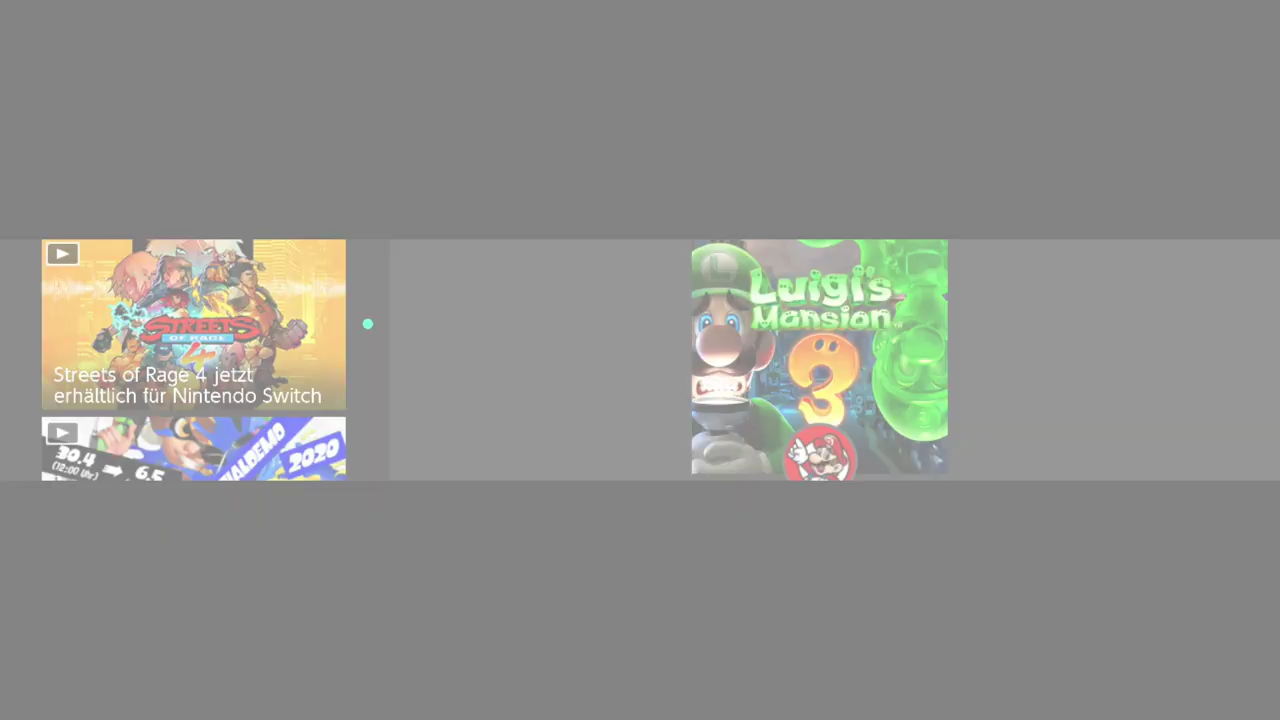 STREETS
OF RAGE
4
Streets of Rage 4 jetzt
erhältlich für Nintendo Switch
30.4
(12:00 Uhr)
6.5
2020
L
Luigi's
Mansion
3